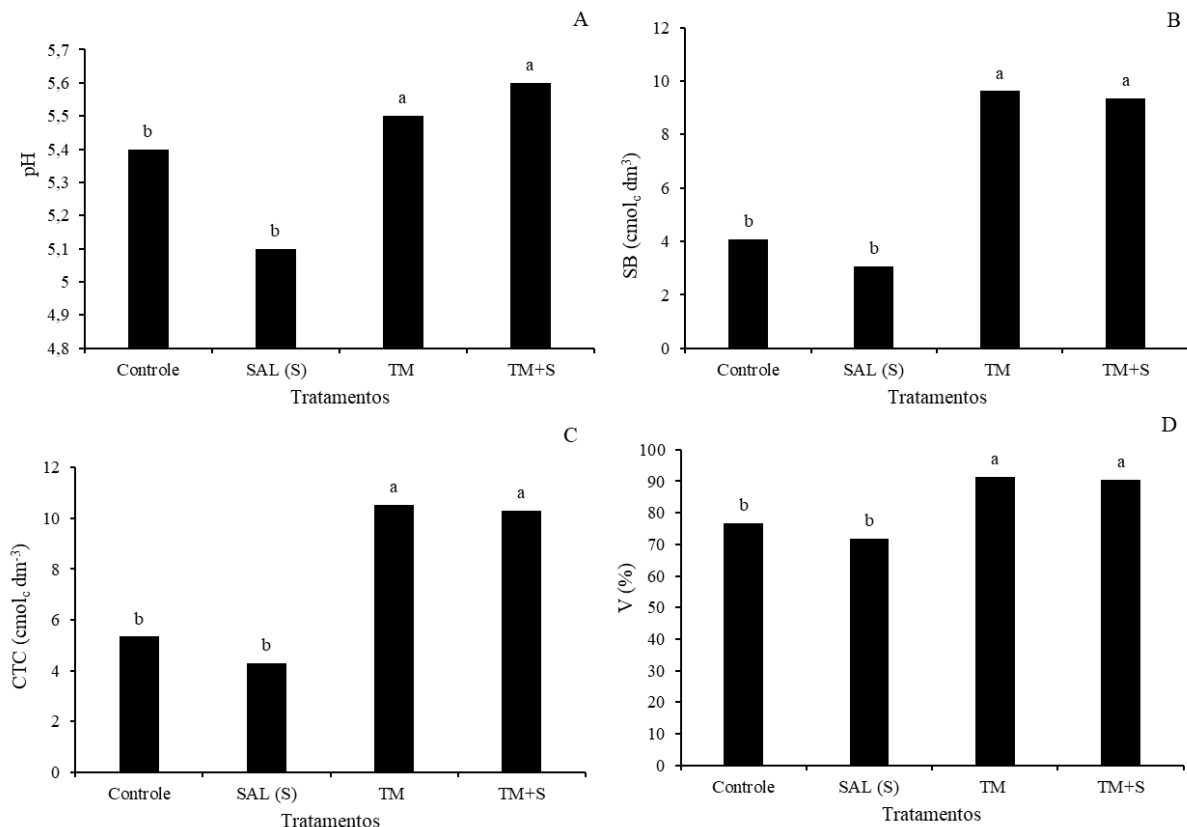 A
pH
5,7
5,6
5,5
5,4
5,3
5,2
5,1
5
4,9
4,8
b
b
a
a
Controle SAL (S) TM TM+S
Tratamentos
B
SB (cmolc dm³)
12
10
8
6
4
2
0
b
b
a
a
Controle SAL (S) TM TM+S
Tratamentos
C
CTC (cmolc dm⁻³)
12
10
8
6
4
2
0
b
b
a
a
Controle SAL (S) TM TM+S
Tratamentos
D
V (%)
100
90
80
70
60
50
40
30
20
10
0
b
b
a
a
Controle SAL (S) TM TM+S
Tratamentos